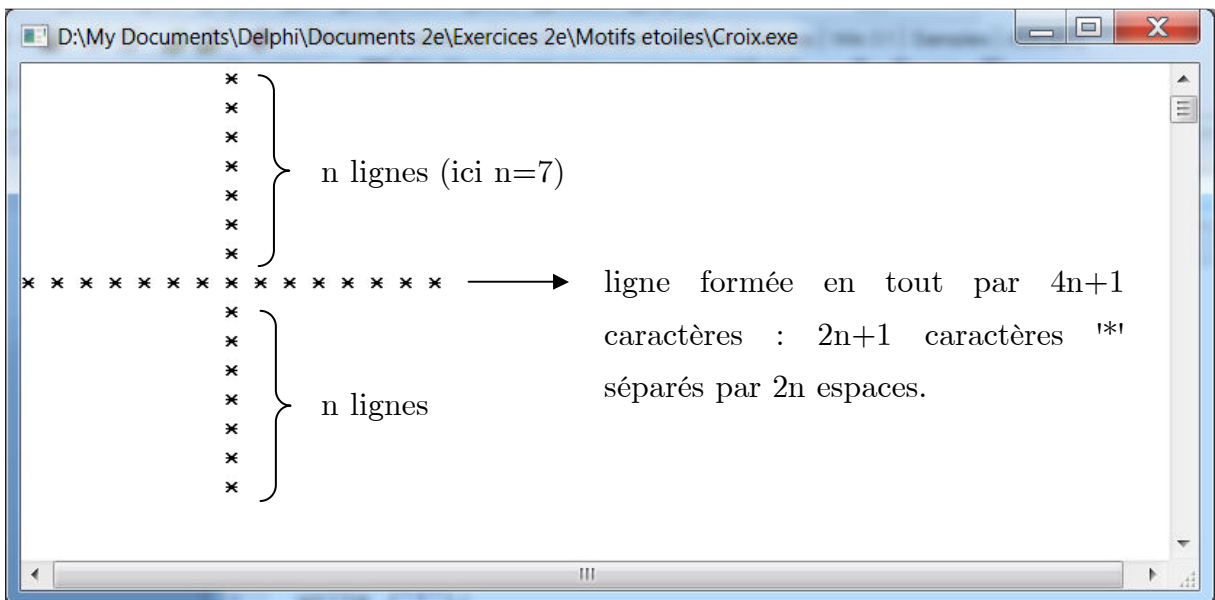 D:\My Documents\Delphi\Documents 2e\Exercices 2e\Motifs etoiles\Croix.exe
*
*
*
*
n lignes (ici n=7)
*
*
*
* * * * * * * * * * * * * * *
ligne formée en tout par 4n+1
caractères : 2n+1 caractères '*'
séparés par 2n espaces.
*
*
*
*
n lignes
*
*
*